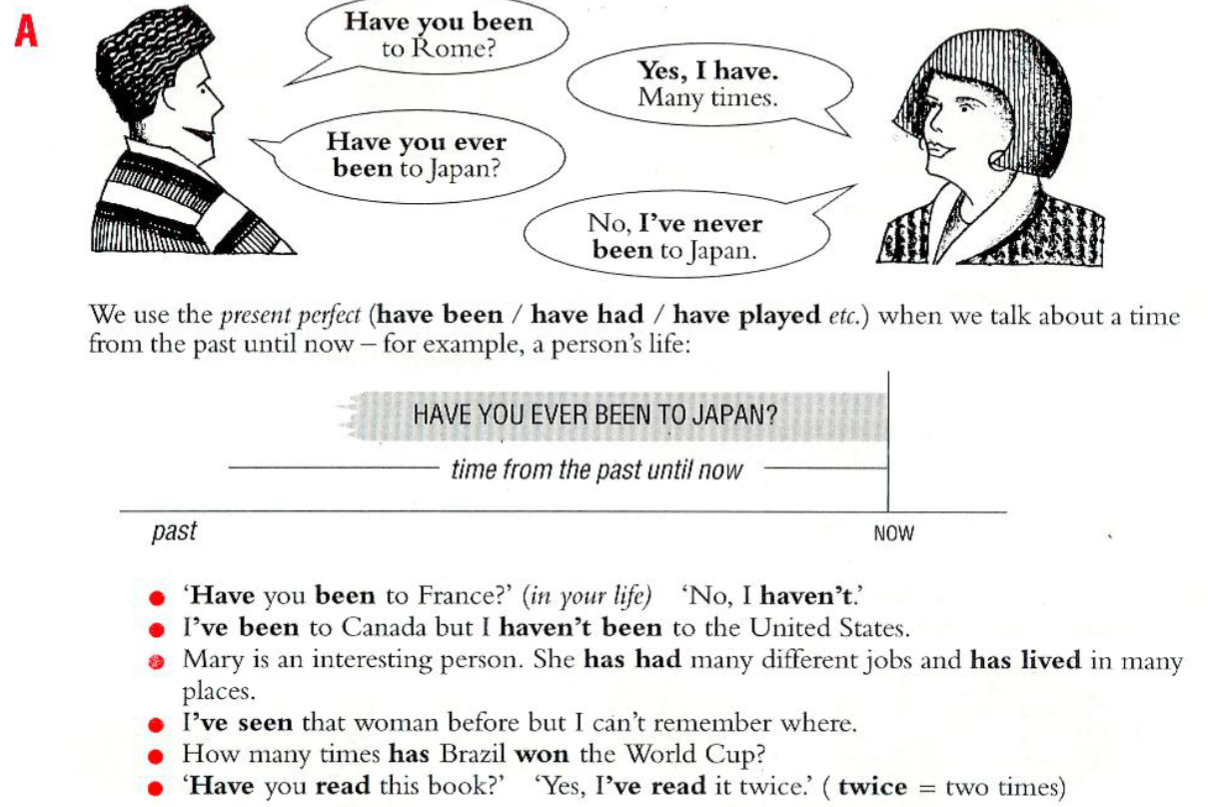 A
Have you been
to Rome?
Yes, I have.
Many times.
Have you ever
been to Japan?
No, I've never
been to Japan.
We use the present perfect (have been / have had / have played etc.) when we talk about a time
from the past until now – for example, a person's life:
HAVE YOU EVER BEEN TO JAPAN?
time from the past until now
past
NOW
‘Have you been to France?’ (in your life) ‘No, I haven't.’
I've been to Canada but I haven't been to the United States.
Mary is an interesting person. She has had many different jobs and has lived in many
places.
I've seen that woman before but I can't remember where.
How many times has Brazil won the World Cup?
‘Have you read this book?’ ‘Yes, I've read it twice.’ ( twice = two times)